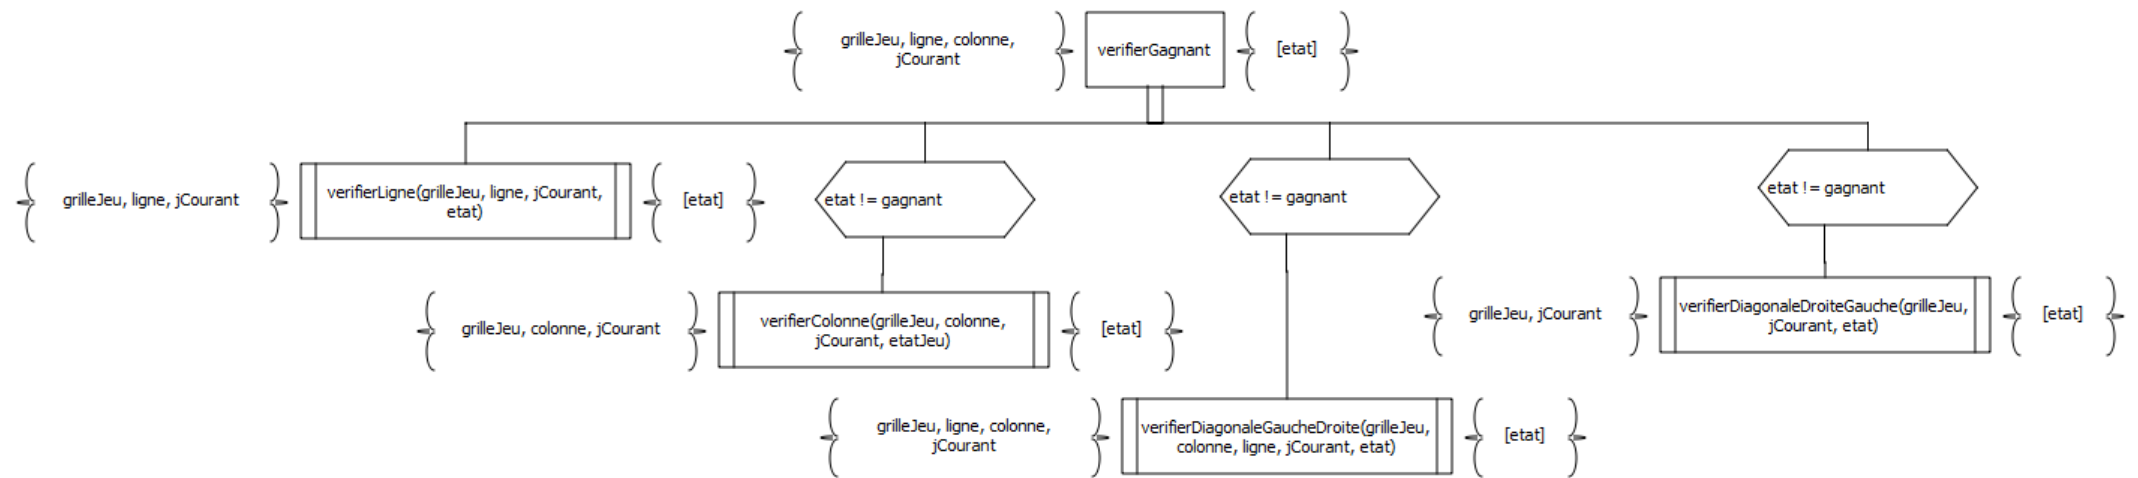 grilleJeu, ligne, colonne,
jCourant
verifierGagnant
[etat]
grilleJeu, ligne, jCourant
verifierLigne(grilleJeu, ligne, jCourant,
etat)
[etat]
etat != gagnant
etat != gagnant
etat != gagnant
grilleJeu, colonne, jCourant
verifierColonne(grilleJeu, colonne,
jCourant, etatJeu)
[etat]
grilleJeu, jCourant
verifierDiagonaleDroiteGauche(grilleJeu,
jCourant, etat)
[etat]
grilleJeu, ligne, colonne,
jCourant
verifierDiagonaleGaucheDroite(grilleJeu,
colonne, ligne, jCourant, etat)
[etat]